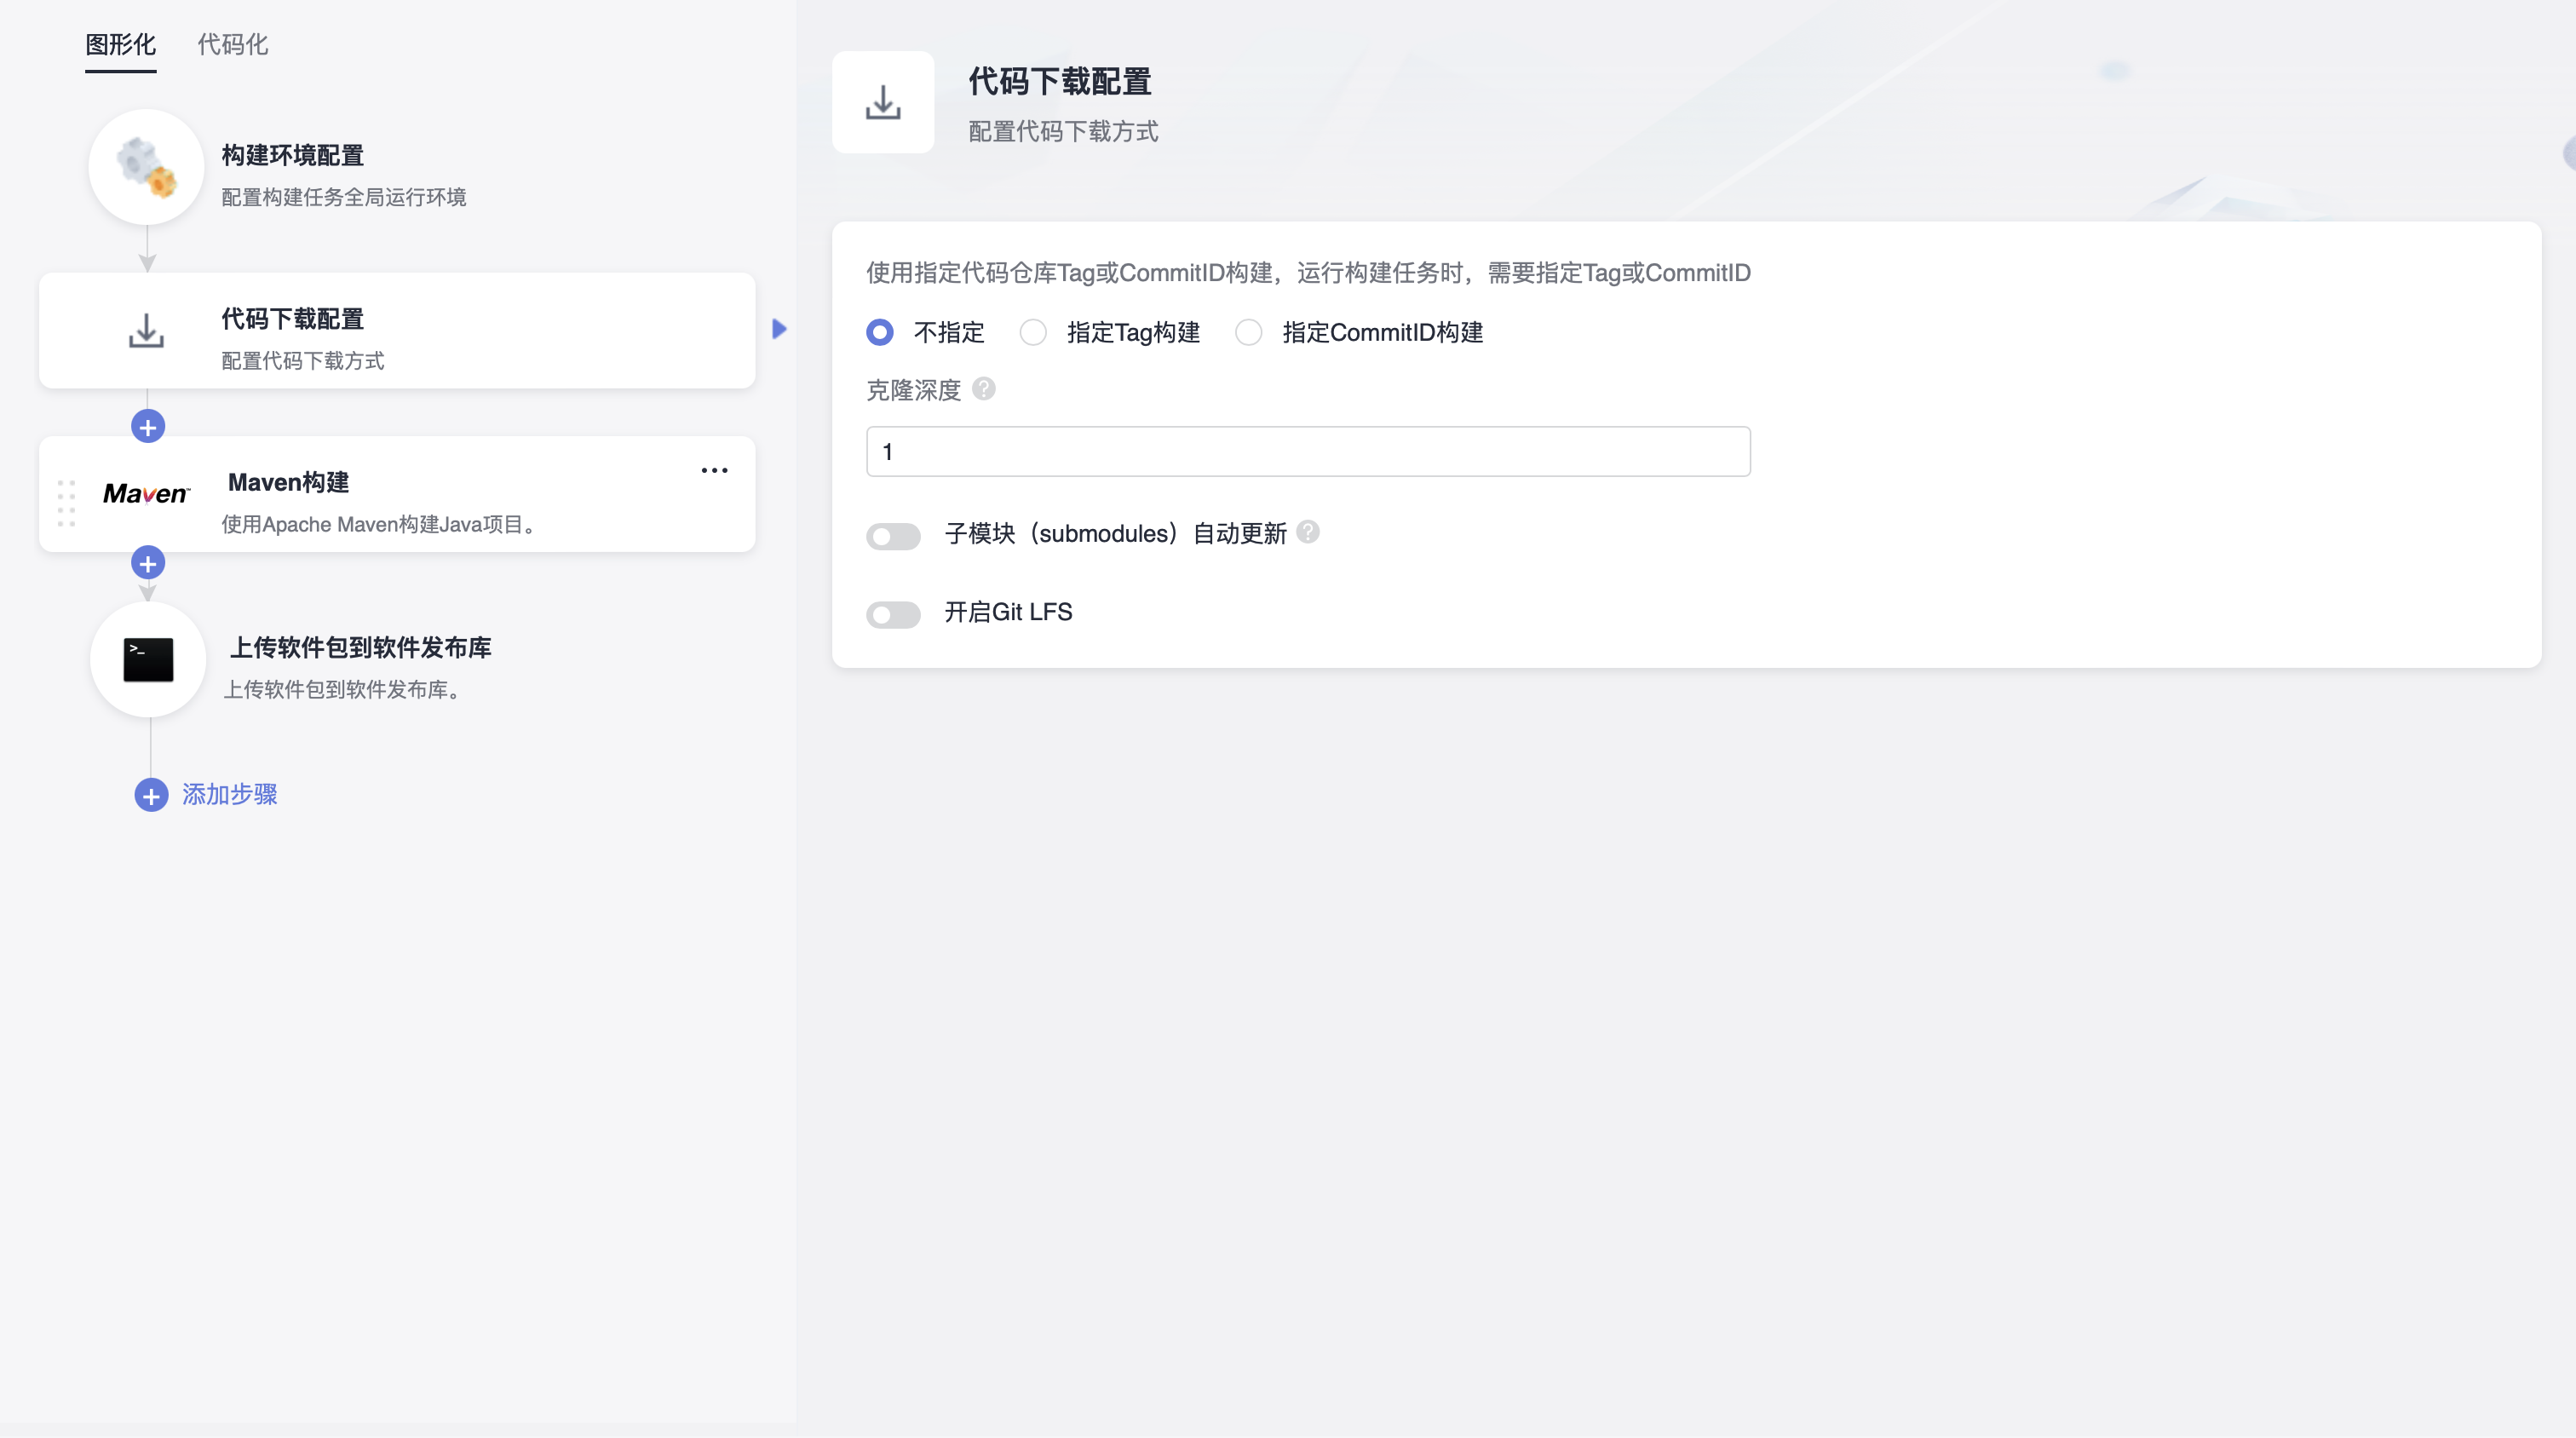 图形化 代码化
构建环境配置
配置构建任务全局运行环境
代码下载配置
配置代码下载方式
Maven™
Maven构建
使用Apache Maven构建Java项目。
>_
上传软件包到软件发布库
上传软件包到软件发布库。
添加步骤
代码下载配置
配置代码下载方式
使用指定代码仓库Tag或CommitID构建，运行构建任务时，需要指定Tag或CommitID
不指定 指定Tag构建 指定CommitID构建
克隆深度 ?
1
子模块（submodules）自动更新 ?
开启Git LFS